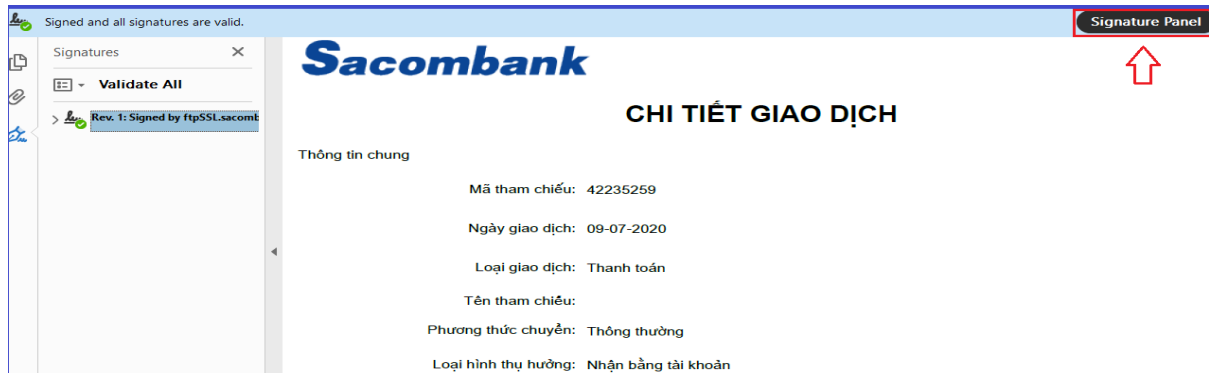 Signed and all signatures are valid.
Signature Panel
Signatures
Validate All
Rev. 1: Signed by ftpSSL.sacomb
Sacombank
CHI TIẾT GIAO DỊCH
Thông tin chung
Mã tham chiếu: 42235259
Ngày giao dịch: 09-07-2020
Loại giao dịch: Thanh toán
Tên tham chiếu:
Phương thức chuyển: Thông thường
Loại hình thụ hưởng: Nhận bằng tài khoản